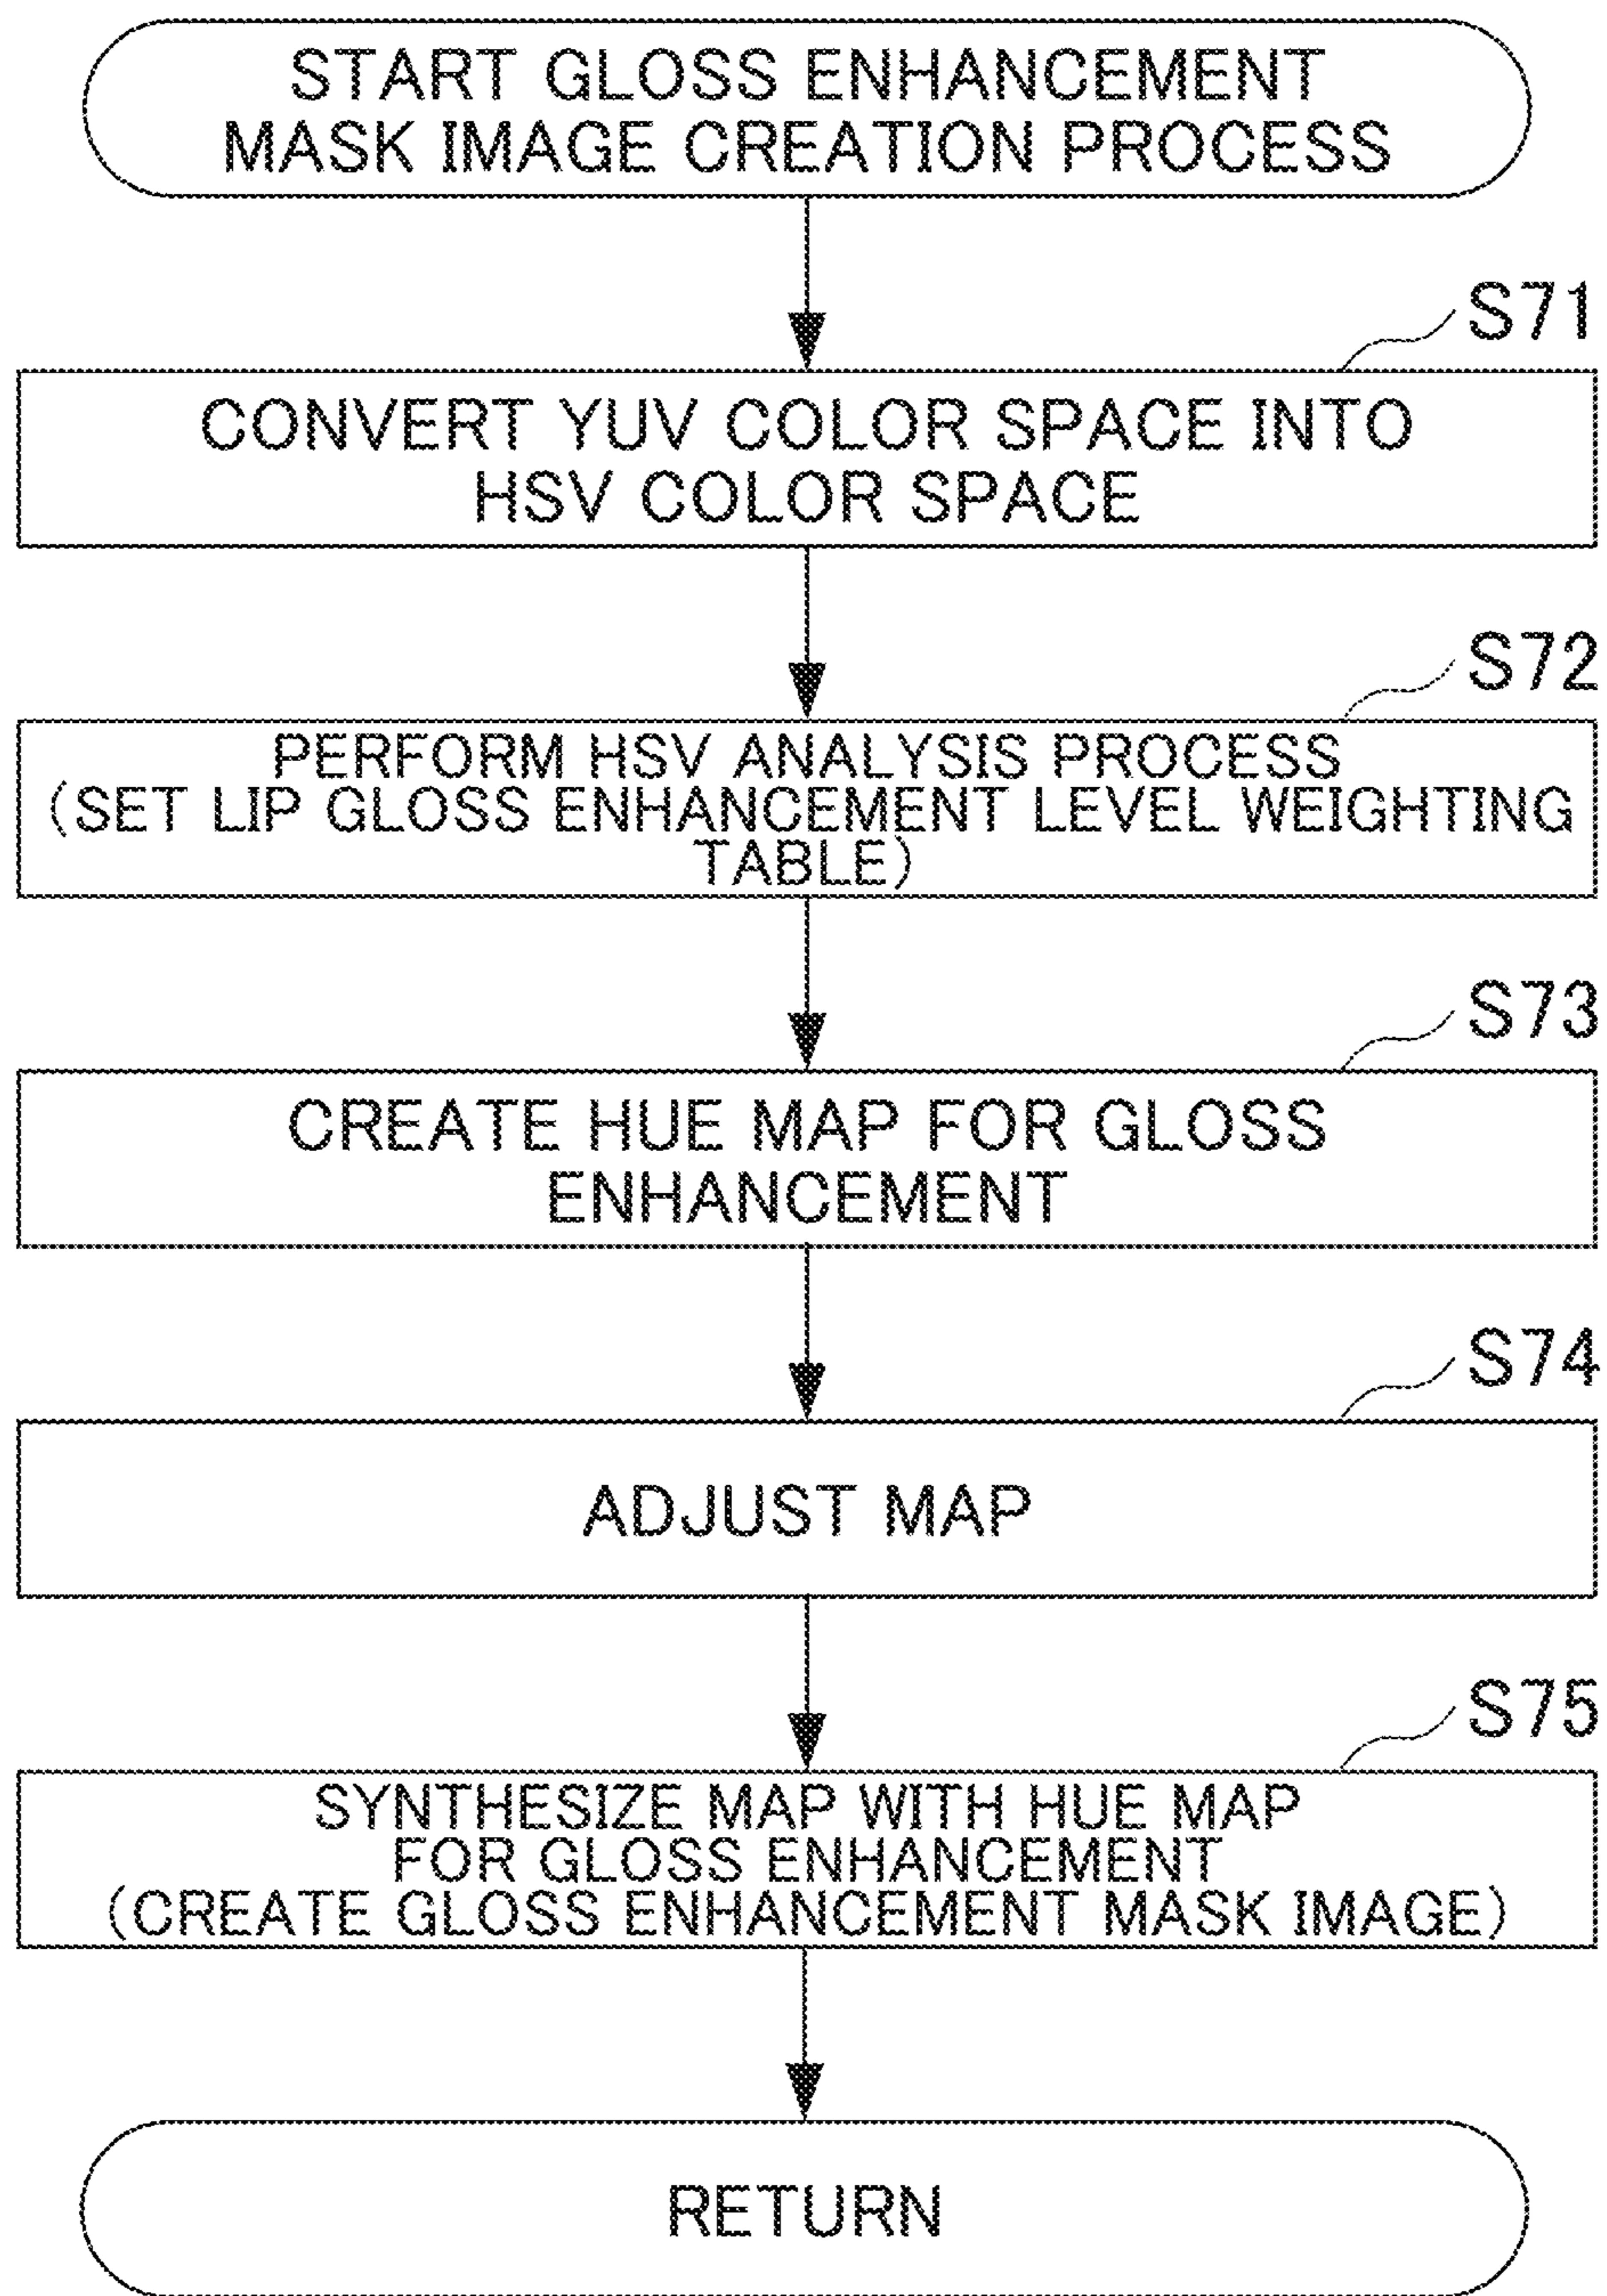 START GLOSS ENHANCEMENT
MASK IMAGE CREATION PROCESS
S71
CONVERT YUV COLOR SPACE INTO
HSV COLOR SPACE
S72
PERFORM HSV ANALYSIS PROCESS
(SET LIP GLOSS ENHANCEMENT LEVEL WEIGHTING
TABLE)
S73
CREATE HUE MAP FOR GLOSS
ENHANCEMENT
S74
ADJUST MAP
S75
SYNTHESIZE MAP WITH HUE MAP
FOR GLOSS ENHANCEMENT
(CREATE GLOSS ENHANCEMENT MASK IMAGE)
RETURN